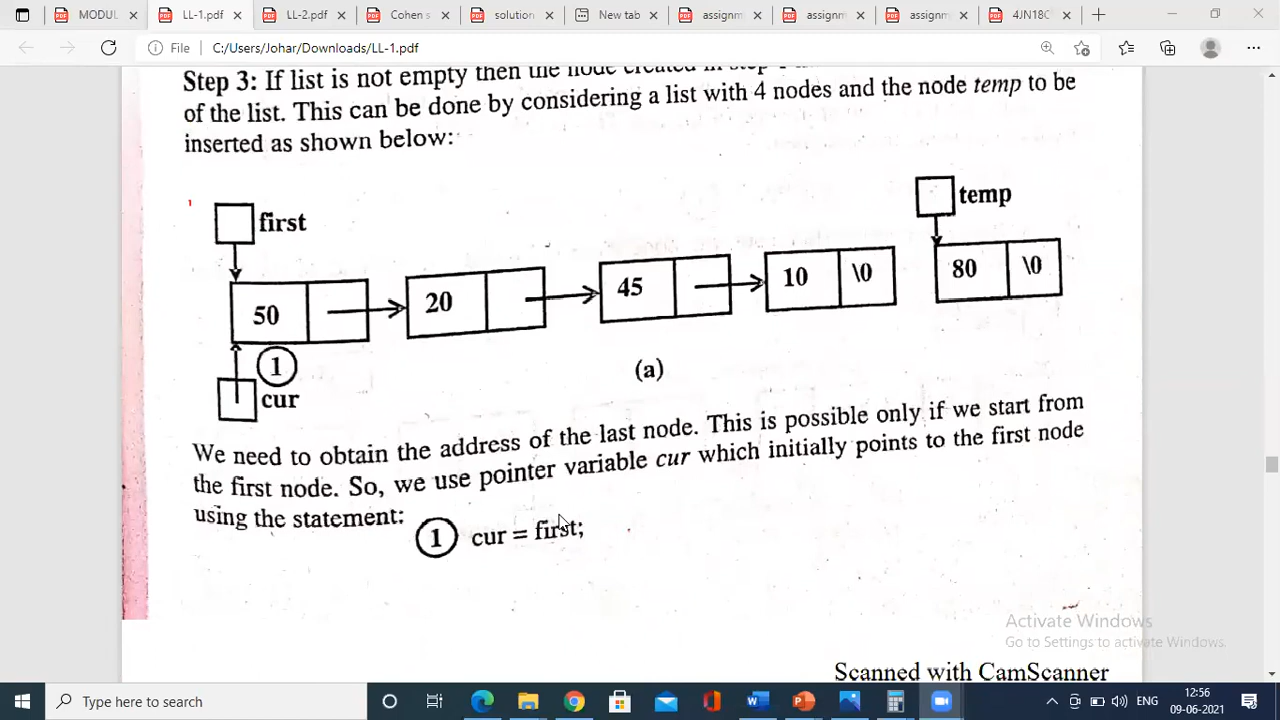 MODUL
LL-1.pdf
LL-2.pdf
Cohen s
solution
New tab
assignm
assignm
assignm
4JN18C
File
C:/Users/Johar/Downloads/LL-1.pdf
Step 3: If list is not empty then the node created in step
of the list. This can be done by considering a list with 4 nodes and the node temp to be
inserted as shown below:
temp
first
50
20
45
10
\0
80
\0
1
cur
(a)
We need to obtain the address of the last node. This is possible only if we start from
the first node. So, we use pointer variable cur which initially points to the first node
using the statement:
1 cur = first;
Activate Windows
Go to Settings to activate Windows.
Scanned with CamScanner
Type here to search
ENG
12:56
09-06-2021